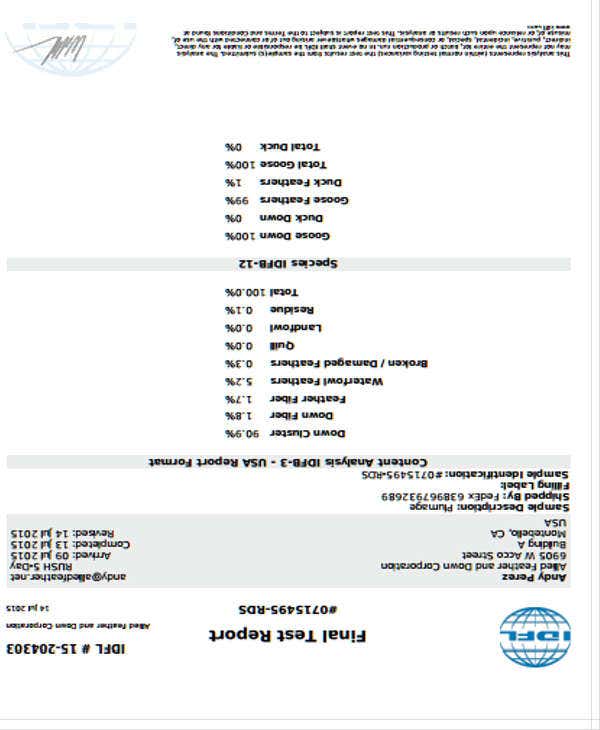 IDFL
Final Test Report
#0715495-RDS
IDFL # 15-204303
Allied Feather and Down Corporation
14 Jul 2015
Andy Perez
Allied Feather and Down Corporation
6905 W Acco Street
Building A
Montebello, CA,
USA
andy@alliedfeather.net
RUSH 5-Day
Arrived: 09 Jul 2015
Completed: 13 Jul 2015
Revised: 14 Jul 2015
Sample Description: Plumage
Shipped By: FedEx 638967932689
Filling Label:
Sample Identification: #0715495-RDS
Content Analysis IDFB-3 - USA Report Format
Down Cluster 90.9%
Down Fiber 1.8%
Feather Fiber 1.7%
Waterfowl Feathers 5.2%
Broken / Damaged Feathers 0.3%
Quill 0.0%
Landfowl 0.0%
Residue 0.1%
Total 100.0%
Species IDFB-12
Goose Down 100%
Duck Down 0%
Goose Feathers 99%
Duck Feathers 1%
Total Goose 100%
Total Duck 0%
This analysis represents (within normal testing variances) the test results from the sample(s) submitted. The analysis
may not represent the entire lot, batch or production run. In no event shall IDFL be responsible or liable for any direct,
indirect, punitive, incidental, special, or consequential damages whatsoever arising out of or connected with the use of,
misuse of, or reliance upon such results or analysis. This test report is subject to the Terms and Conditions found at
www.idfl.com